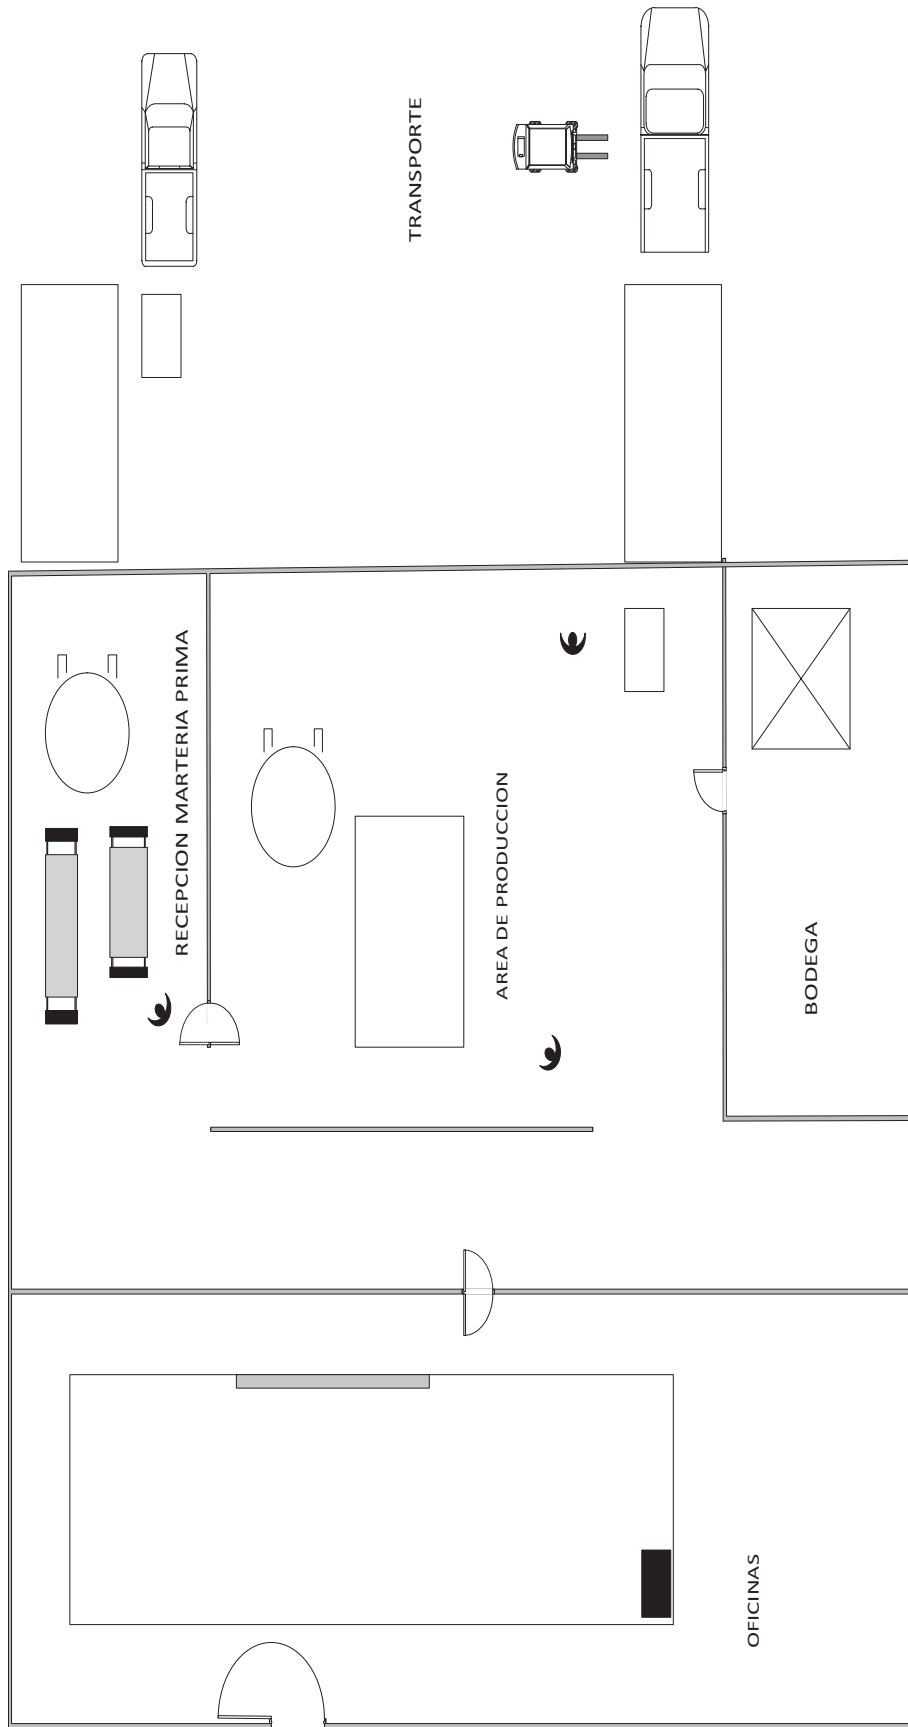 TRANSPORTE
RECEPCION MARTERIA PRIMA
AREA DE PRODUCCION
BODEGA
OFICINAS